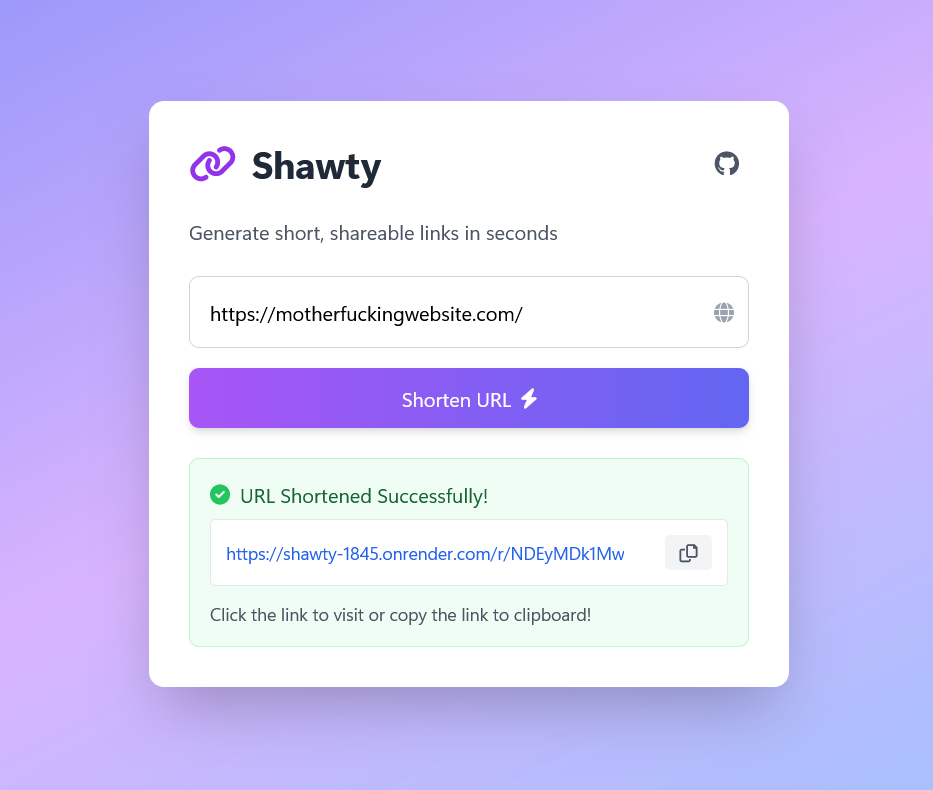 Shawty
Generate short, shareable links in seconds
https://motherfuckingwebsite.com/
Shorten URL
URL Shortened Successfully!
https://shawty-1845.onrender.com/r/NDEyMDk1Mw
Click the link to visit or copy the link to clipboard!